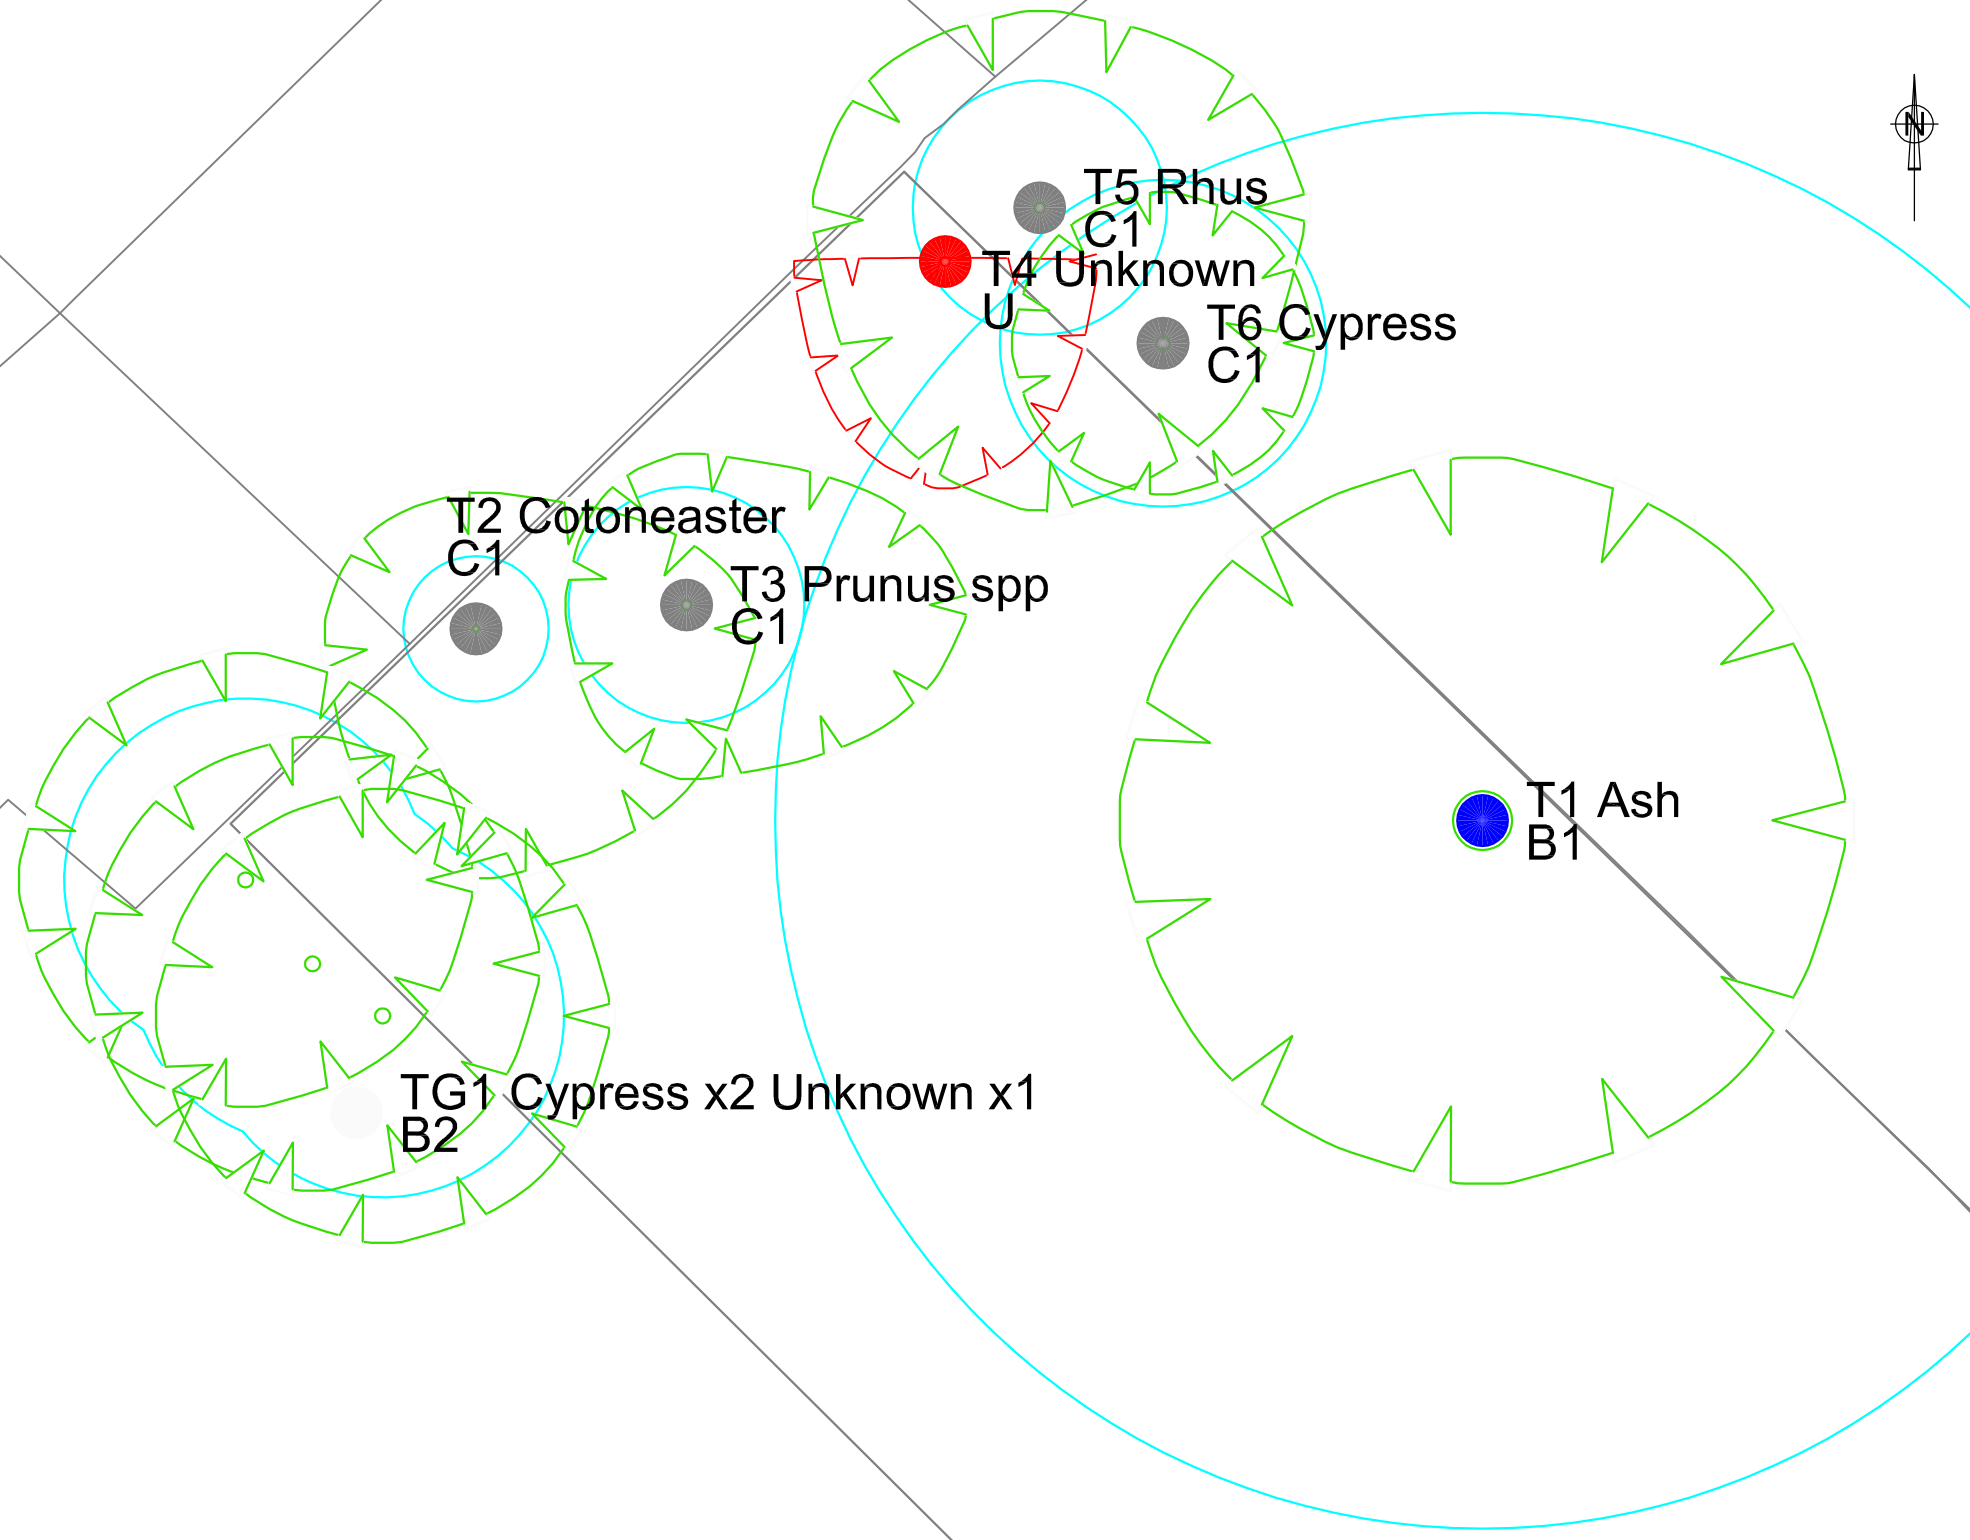 N
T5 Rhus
C1
T4 Unknown
U
T6 Cypress
C1
T2 Cotoneaster
C1
T3 Prunus spp
C1
T1 Ash
B1
TG1 Cypress x2 Unknown x1
B2